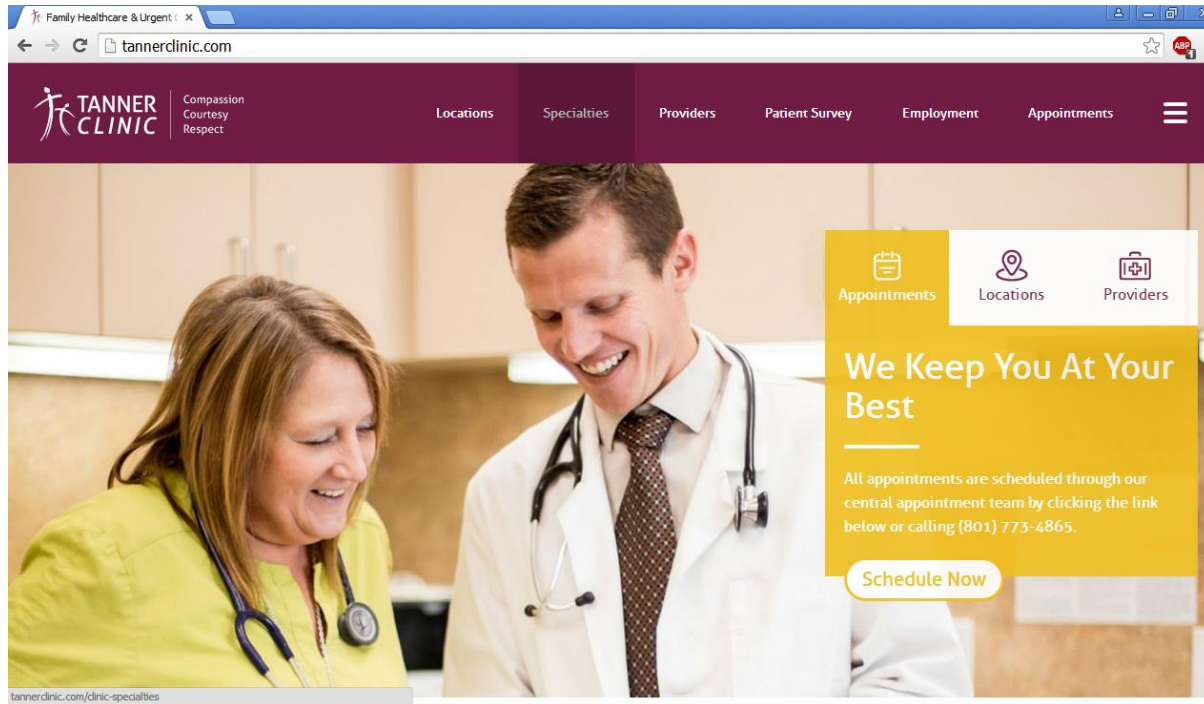 Family Healthcare & Urgent
tannerclinic.com
ABP
1
TANNER
CLINIC
Compassion
Courtesy
Respect
Locations
Specialties
Providers
Patient Survey
Employment
Appointments
Appointments
Locations
Providers
We Keep You At Your
Best
All appointments are scheduled through our
central appointment team by clicking the link
below or calling (801) 773-4865.
Schedule Now
tannerclinic.com/clinic-specialties